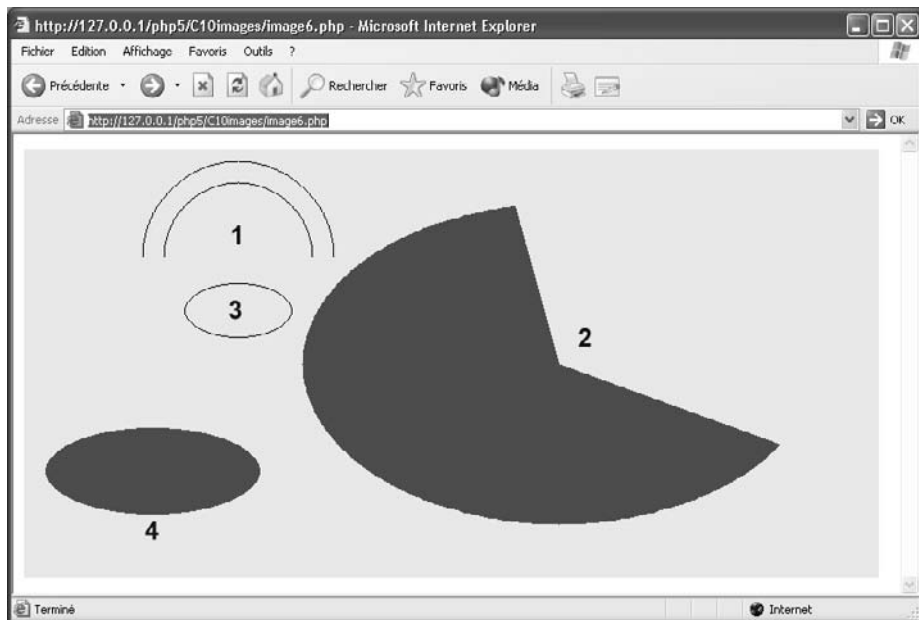 http://127.0.0.1/php5/C10images/image6.php - Microsoft Internet Explorer
Fichier Edition Affichage Favoris Outils ?
Précédente Rechercher Favoris Média
Adresse http://127.0.0.1/php5/C10images/image6.php OK
1
3
2
4
Terminé Internet